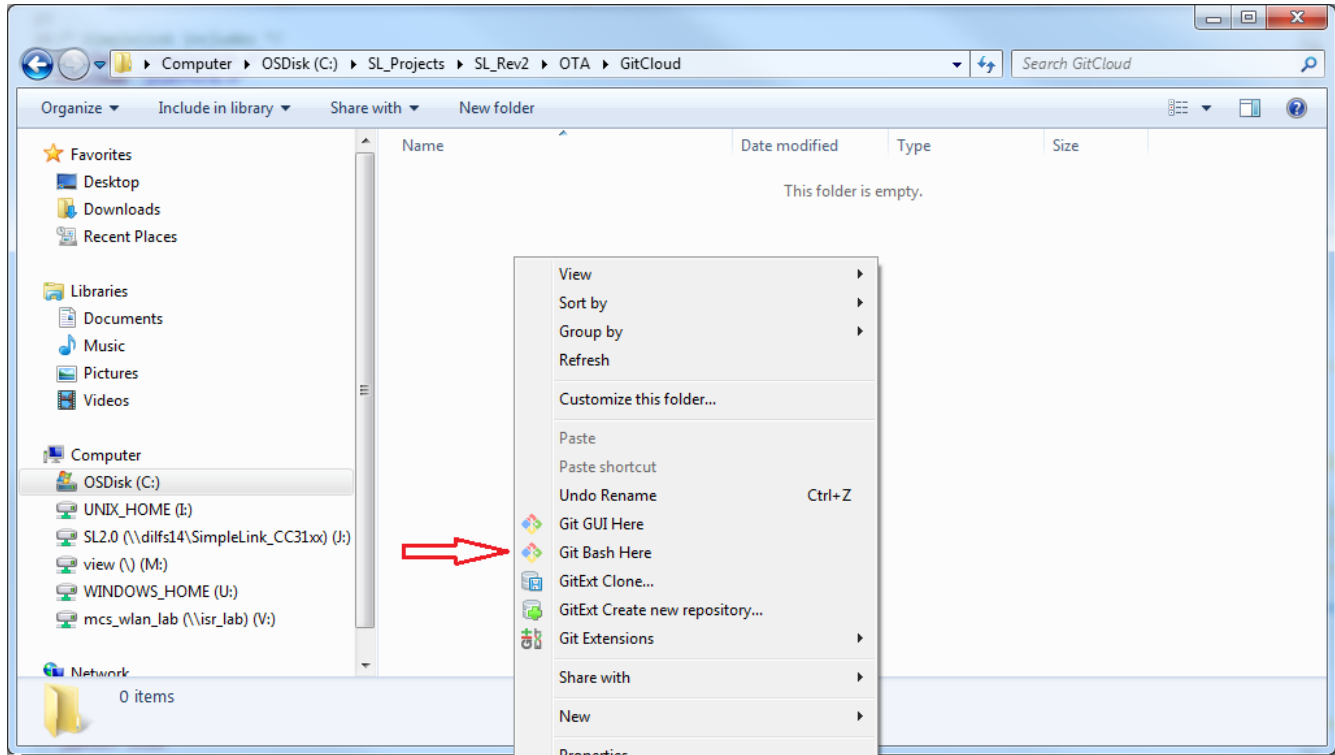 Computer ▸ OSDisk (C:) ▸ SL_Projects ▸ SL_Rev2 ▸ OTA ▸ GitCloud
Search GitCloud
Organize Include in library Share with New folder
Name Date modified Type Size
This folder is empty.
Favorites
Desktop
Downloads
Recent Places
Libraries
Documents
Music
Pictures
Videos
Computer
OSDisk (C:)
UNIX_HOME (I:)
SL2.0 (\\dilfs14\SimpleLink_CC31xx) (J:)
view (\) (M:)
WINDOWS_HOME (U:)
mcs_wlan_lab (\\isr_lab) (V:)
Network
0 items
View
Sort by
Group by
Refresh
Customize this folder...
Paste
Paste shortcut
Undo Rename Ctrl+Z
Git GUI Here
Git Bash Here
GitExt Clone...
GitExt Create new repository...
Git Extensions
Share with
New
Properties